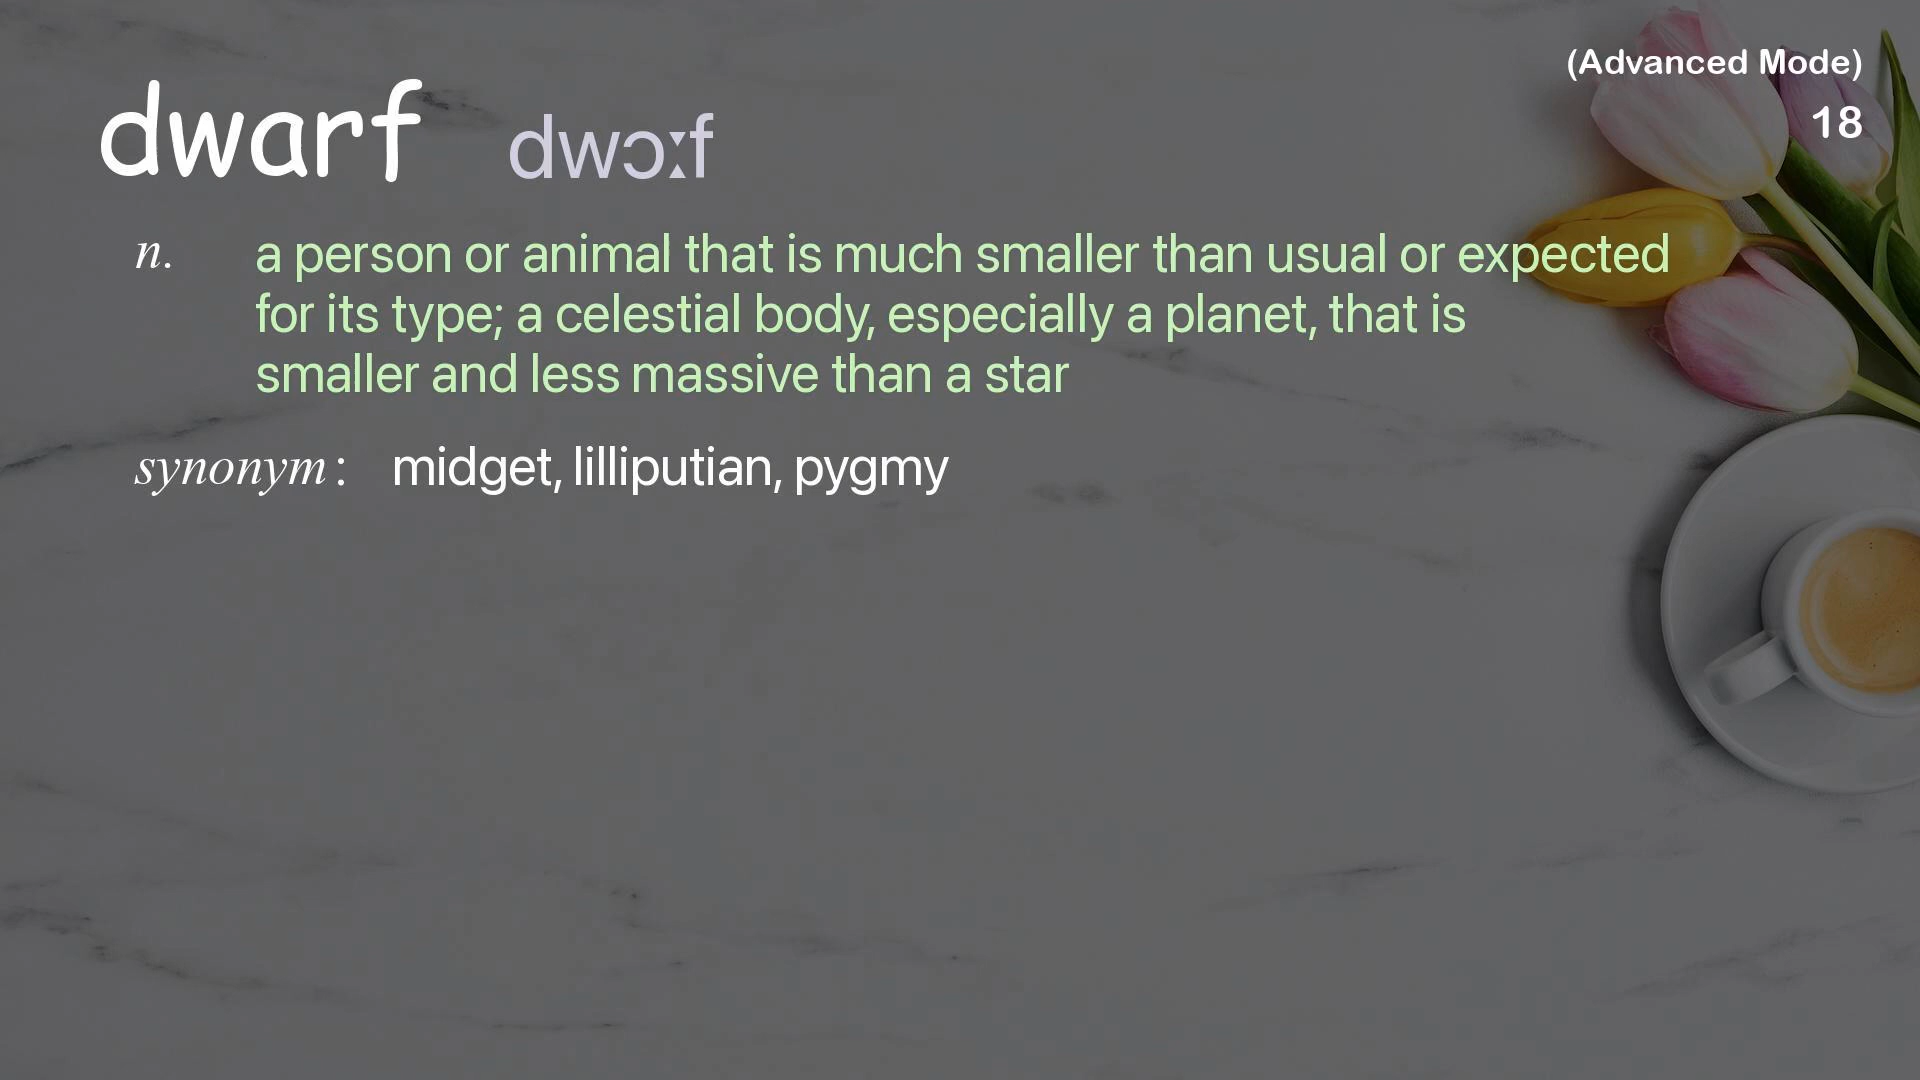 (Advanced Mode)
18
dwarf dwɔːf
n. a person or animal that is much smaller than usual or expected
for its type; a celestial body, especially a planet, that is
smaller and less massive than a star
synonym: midget, lilliputian, pygmy